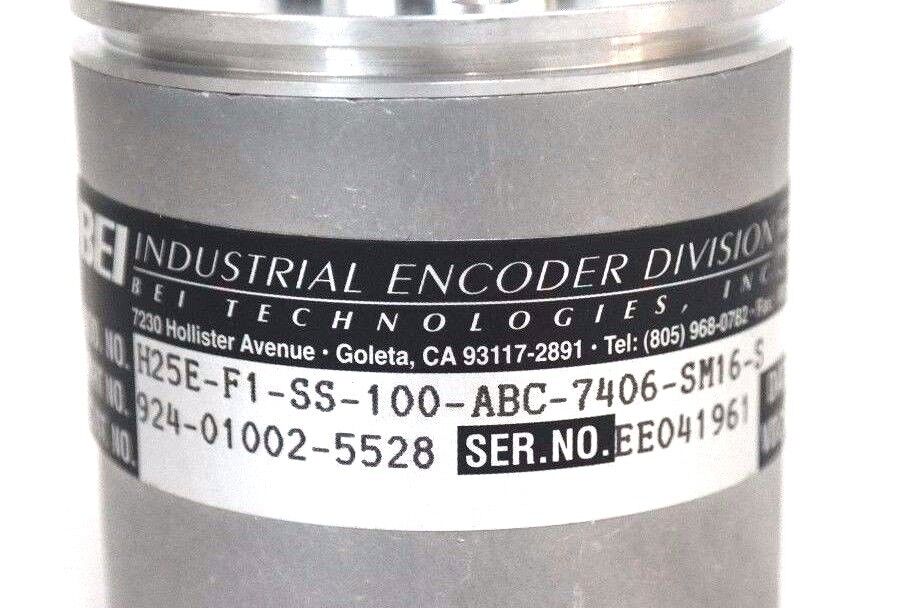 BEI INDUSTRIAL ENCODER DIVISION
BEI TECHNOLOGIES, INC
7230 Hollister Avenue • Goleta, CA 93117-2891 • Tel: (805) 968-0782 • Fax
NO. H25E-F1-SS-100-ABC-7406-SM16-S
NO. 924-01002-5528 SER.NO. EE041961
NO.